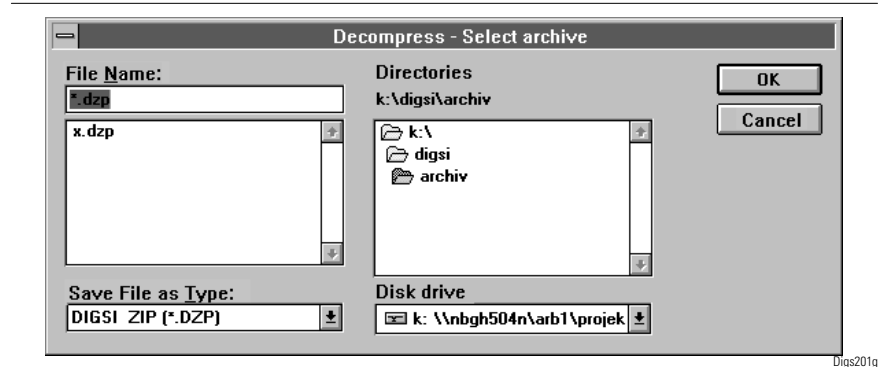 Decompress - Select archive
File Name:
*.dzp
x.dzp
Directories
k:\digsi\archiv
k:\
digsi
archiv
OK
Cancel
Save File as Type:
DIGSI ZIP (*.DZP)
Disk drive
k: \\nbgh504n\arb1\projek
Digs201g